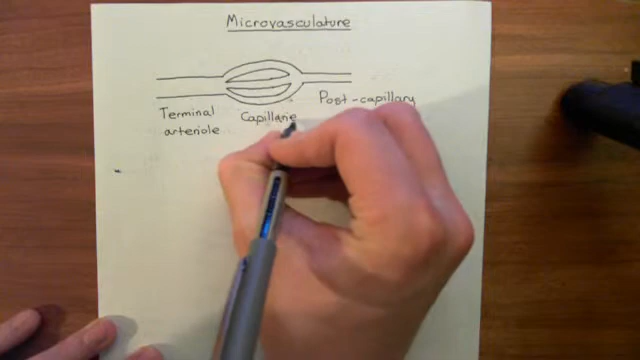 Microvasculature
Terminal
arteriole
Capillarie
Post-capillary